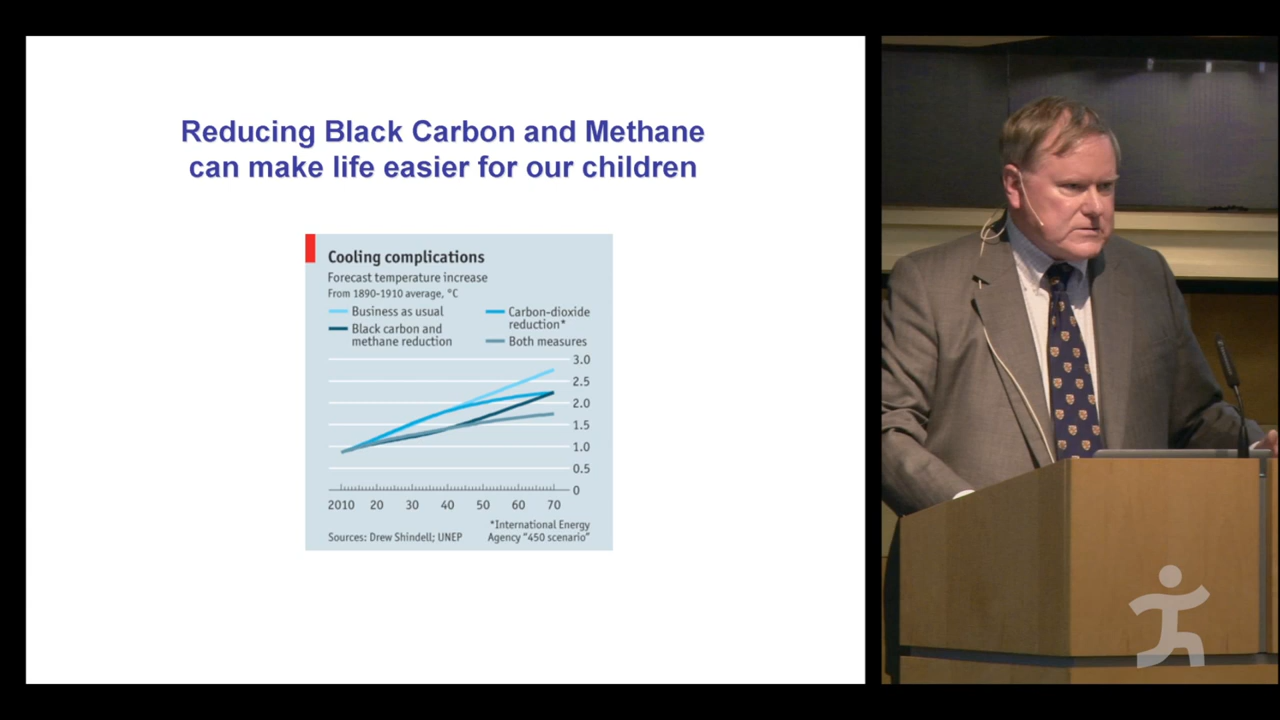 Reducing Black Carbon and Methane
can make life easier for our children
Cooling complications
Forecast temperature increase
From 1890-1910 average, °C
Business as usual
Black carbon and
methane reduction
Carbon-dioxide
reduction*
Both measures
3.0
2.5
2.0
1.5
1.0
0.5
0
2010 20 30 40 50 60 70
*International Energy
Agency "450 scenario"
Sources: Drew Shindell; UNEP